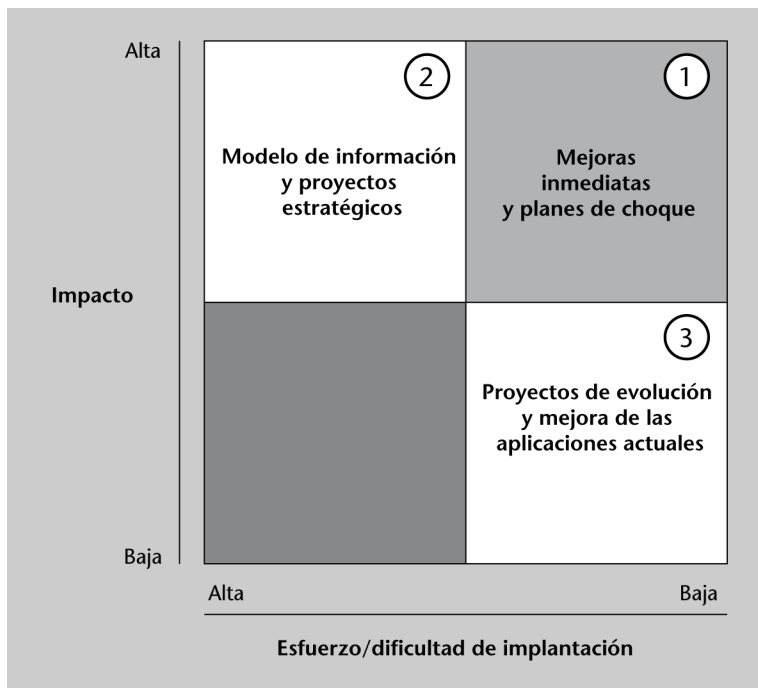 Alta
2
1
Modelo de información
y proyectos
estratégicos
Mejoras
inmediatas
y planes de choque
Impacto
3
Proyectos de evolución
y mejora de las
aplicaciones actuales
Baja
Alta
Baja
Esfuerzo/dificultad de implantación